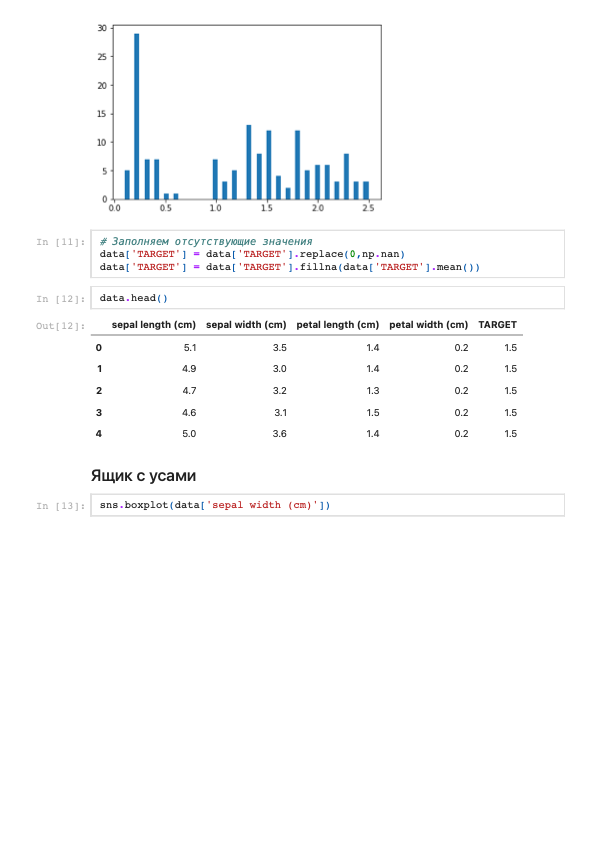 30
25
20
15
10
5
0
0.0 0.5 1.0 1.5 2.0 2.5
In [11]: # Заполняем отсутствующие значения
data['TARGET'] = data['TARGET'].replace(0,np.nan)
data['TARGET'] = data['TARGET'].fillna(data['TARGET'].mean())
In [12]: data.head()
Out[12]: sepal length (cm) sepal width (cm) petal length (cm) petal width (cm) TARGET
0 5.1 3.5 1.4 0.2 1.5
1 4.9 3.0 1.4 0.2 1.5
2 4.7 3.2 1.3 0.2 1.5
3 4.6 3.1 1.5 0.2 1.5
4 5.0 3.6 1.4 0.2 1.5
Ящик с усами
In [13]: sns.boxplot(data['sepal width (cm)'])